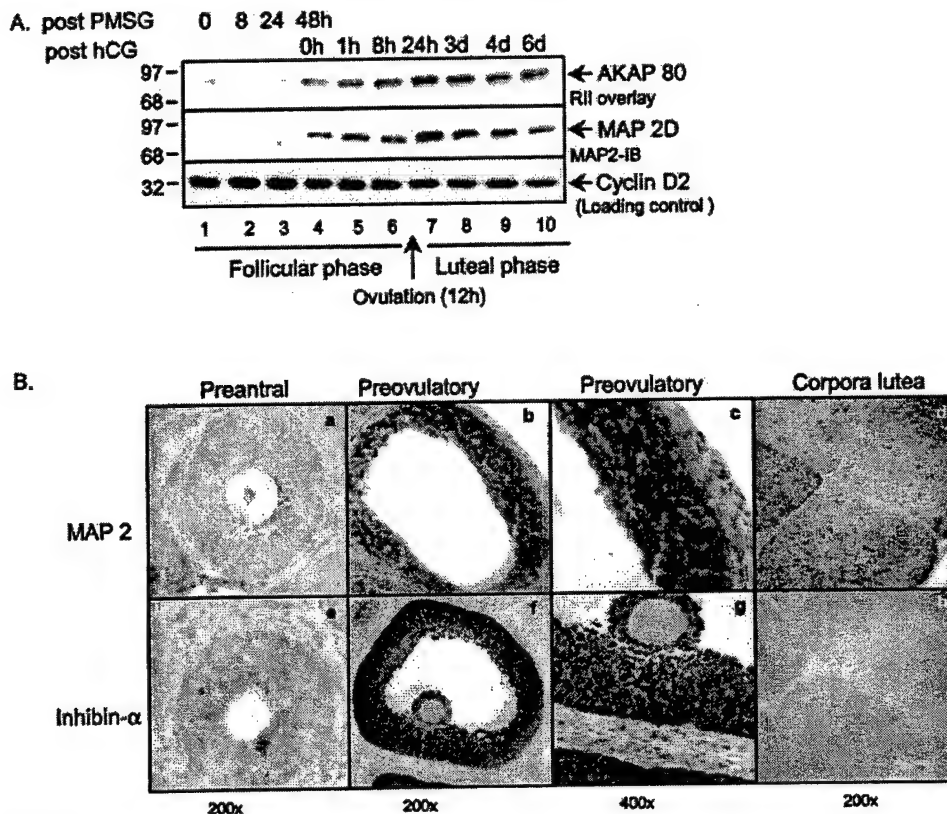 A. post PMSG 0 8 24 48h
post hCG 0h 1h 8h 24h 3d 4d 6d
97
68
AKAP 80
RII overlay
97
68
MAP 2D
MAP2-IB
32
Cyclin D2
(Loading control)
1 2 3 4 5 6 7 8 9 10
Follicular phase Luteal phase
Ovulation (12h)
B.
Preantral Preovulatory Preovulatory Corpora lutea
a b c
MAP 2
e f g
Inhibin-α
200x 200x 400x 200x